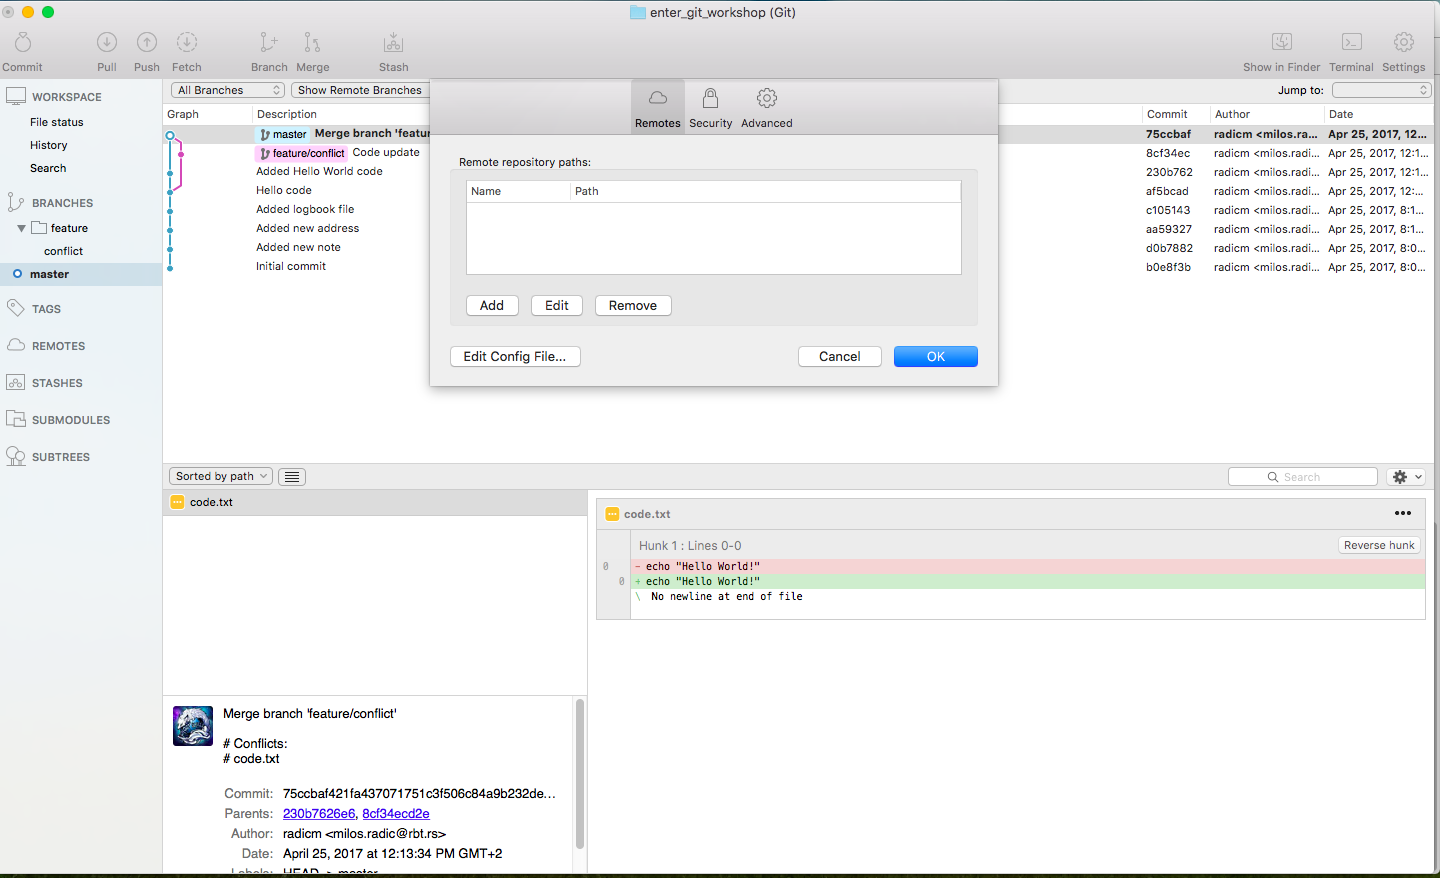 enter_git_workshop (Git)
Commit Pull Push Fetch Branch Merge Stash Show in Finder Terminal Settings
WORKSPACE
File status
History
Search
BRANCHES
feature
conflict
master
TAGS
REMOTES
STASHES
SUBMODULES
SUBTREES
All Branches Show Remote Branches Jump to:
Graph Description Commit Author Date
master Merge branch 'featur 75ccbaf radicm <milos.ra... Apr 25, 2017, 12:...
feature/conflict Code update 8cf34ec radicm <milos.radi... Apr 25, 2017, 12:1...
Added Hello World code 230b762 radicm <milos.radi... Apr 25, 2017, 12:1...
Hello code af5bcad radicm <milos.radi... Apr 25, 2017, 12:...
Added logbook file c105143 radicm <milos.radi... Apr 25, 2017, 8:1...
Added new address aa59327 radicm <milos.radi... Apr 25, 2017, 8:1...
Added new note d0b7882 radicm <milos.radi... Apr 25, 2017, 8:0...
Initial commit b0e8f3b radicm <milos.radi... Apr 25, 2017, 8:0...
Remotes Security Advanced
Remote repository paths:
Name Path
Add Edit Remove
Edit Config File... Cancel OK
Sorted by path Search
code.txt
code.txt
Hunk 1 : Lines 0-0 Reverse hunk
0 - echo "Hello World!"
0 + echo "Hello World!"
\ No newline at end of file
Merge branch 'feature/conflict'
# Conflicts:
# code.txt
Commit: 75ccbaf421fa437071751c3f506c84a9b232de...
Parents: 230b7626e6, 8cf34ecd2e
Author: radicm <milos.radic@rbt.rs>
Date: April 25, 2017 at 12:13:34 PM GMT+2